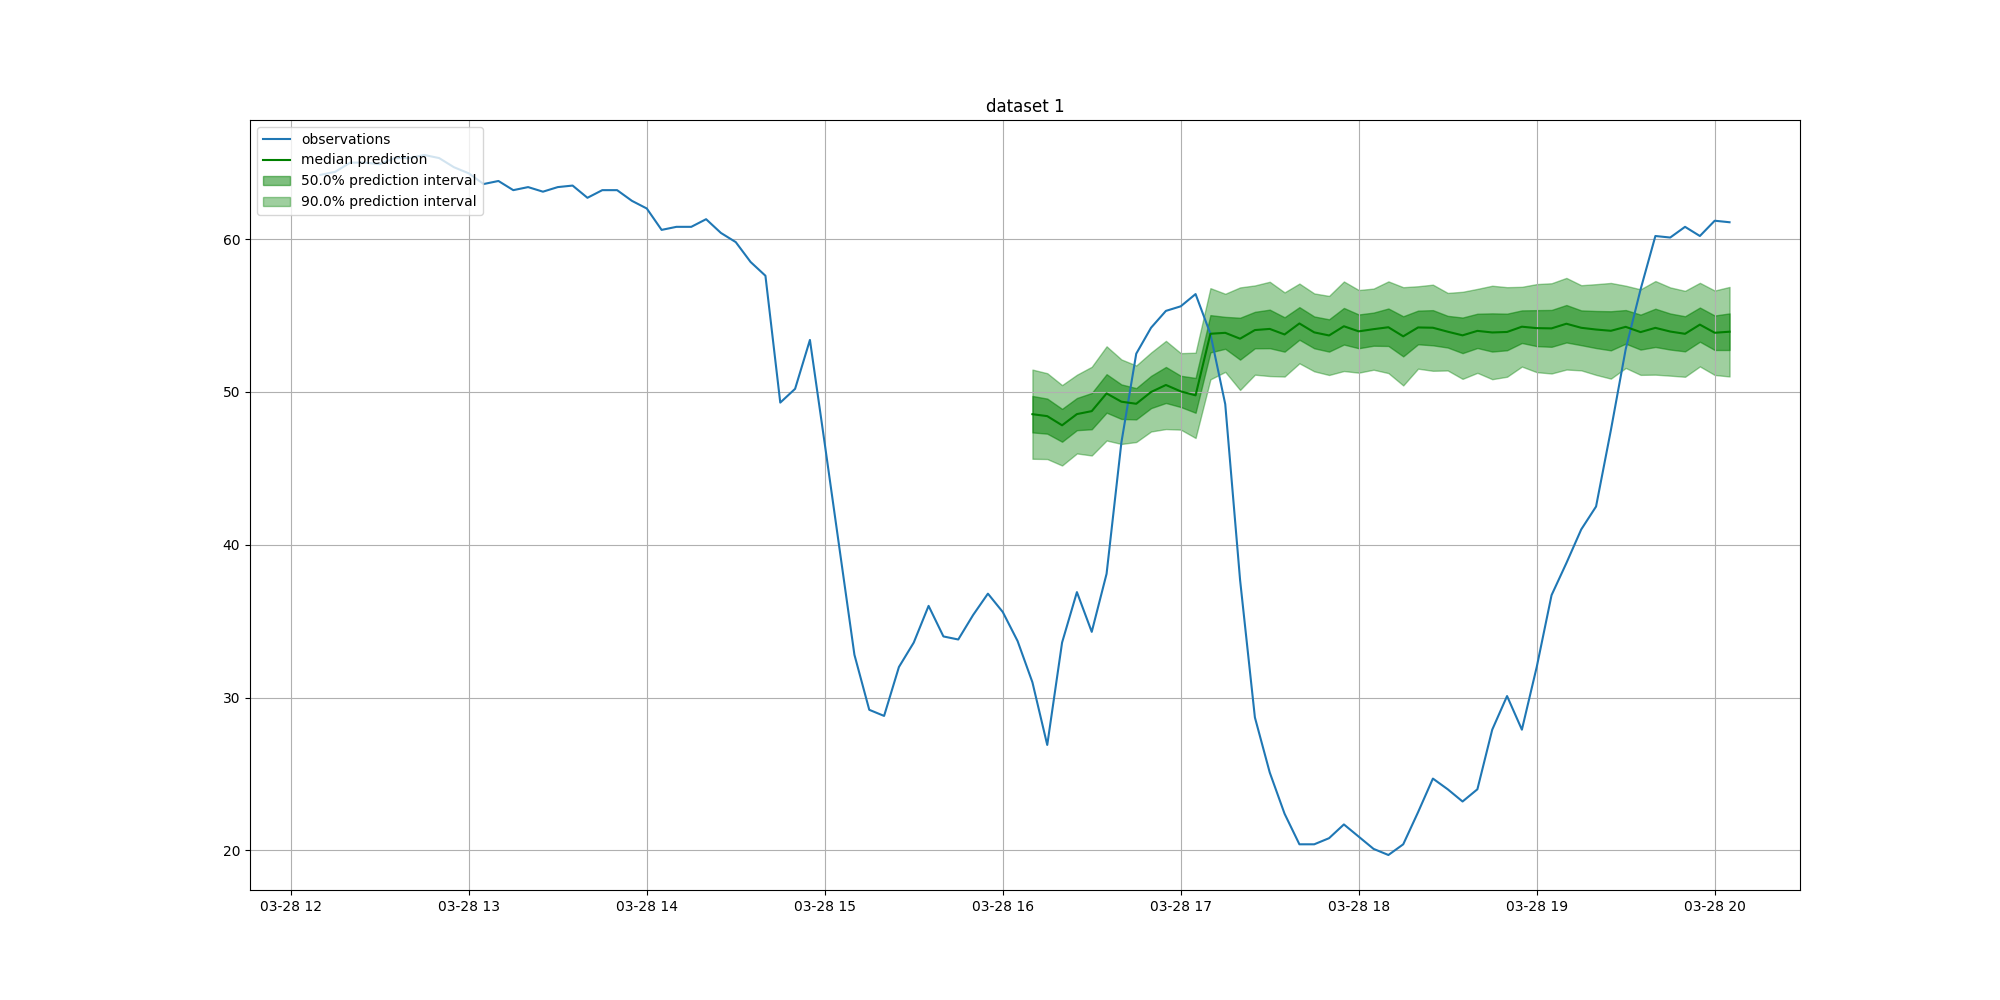 dataset 1
observations
median prediction
50.0% prediction interval
90.0% prediction interval
60
50
40
30
20
03-28 12
03-28 13
03-28 14
03-28 15
03-28 16
03-28 17
03-28 18
03-28 19
03-28 20